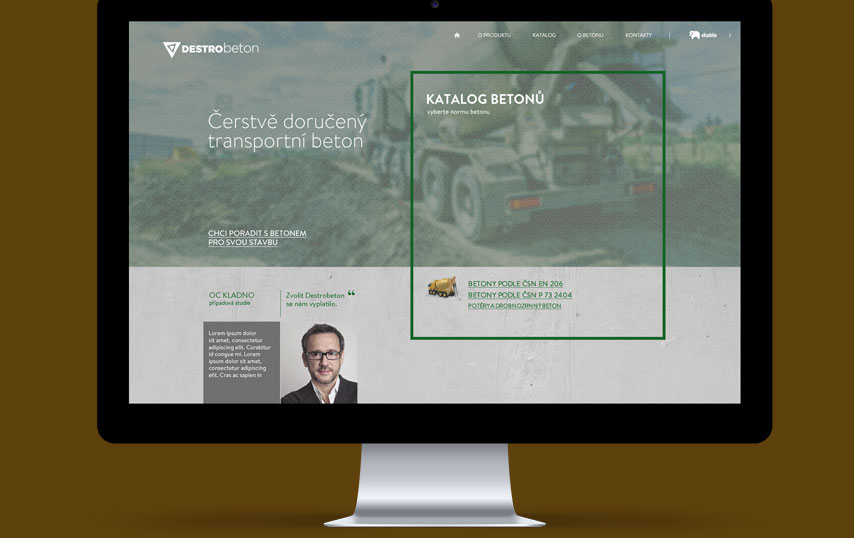 DESTRObeton
O PRODUKTU
KATALOG
O BETONU
KONTAKTY
stabio
KATALOG BETONŮ
vyberte normu betonu
Čerstvě doručený
transportní beton
CHCI PORADIT S BETONEM
PRO SVOU STAVBU
BETONY PODLE ČSN EN 206
BETONY PODLE ČSN P 73 2404
POTĚRY A DROBNOZRNNÝ BETON
OC KLADNO
případová studie
Zvolit Destrobeton “
se nám vyplatilo.
Lorem ipsum dolor
sit amet, consectetur
adipiscing elit. Curabitur
id congue mi. Lorem
ipsum dolor sit amet,
consectetur adipiscing
elit. Cras ac sapien in